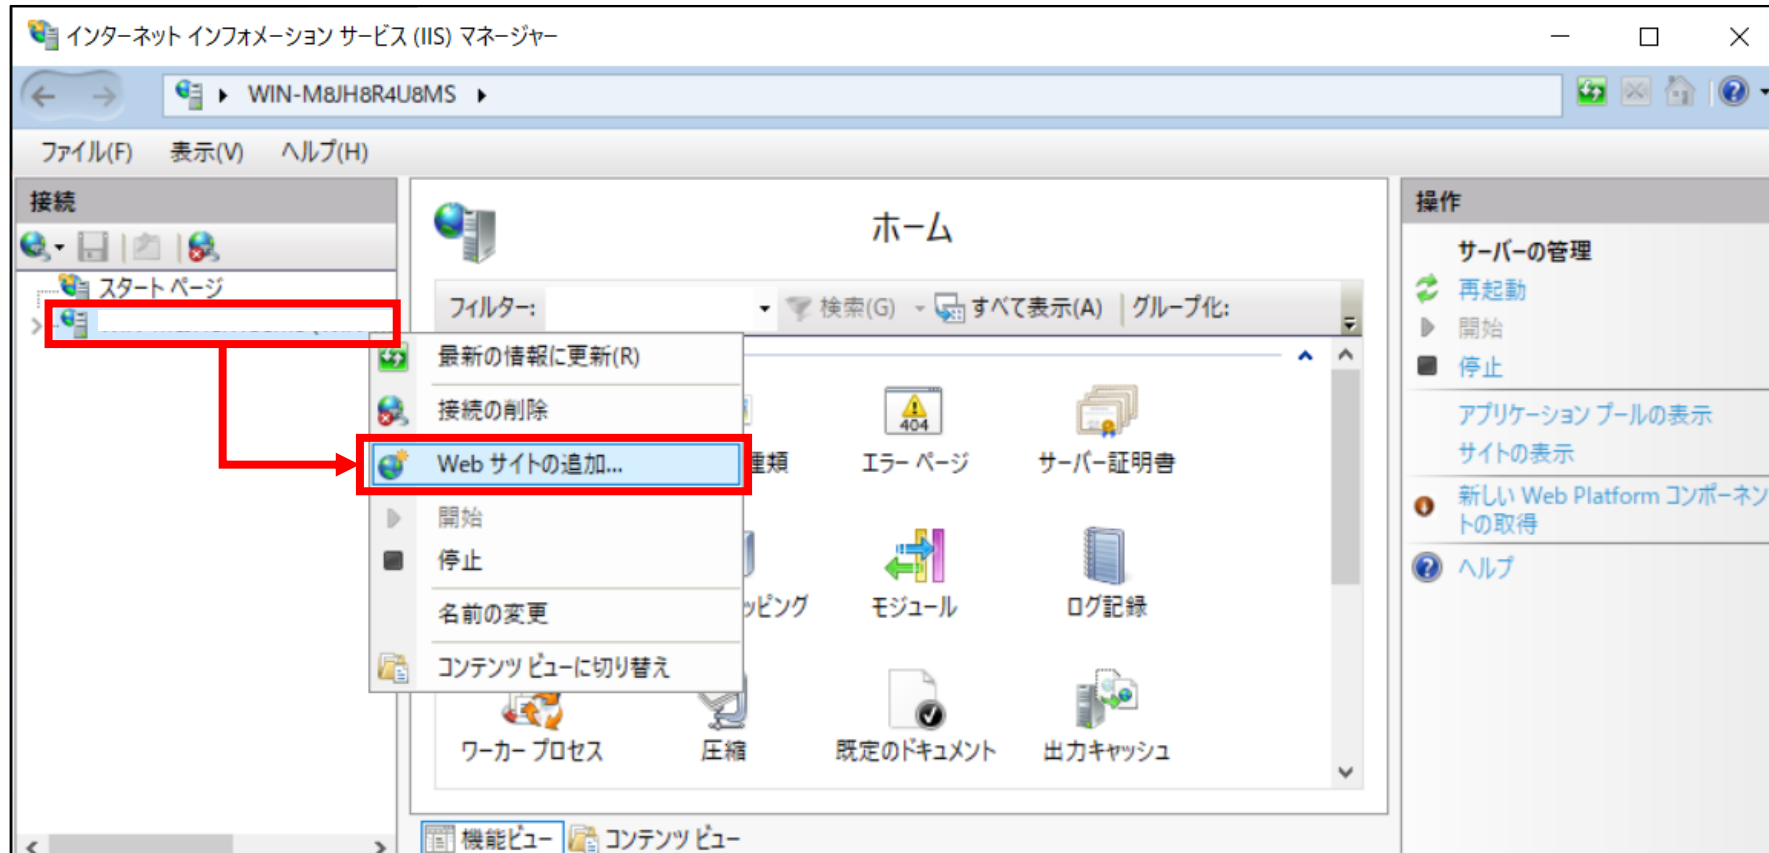 インターネット インフォメーション サービス (IIS) マネージャー
WIN-M8JH8R4U8MS
ファイル(F) 表示(V) ヘルプ(H)
接続
スタート ページ
最新の情報に更新(R)
接続の削除
Web サイトの追加...
開始
停止
名前の変更
コンテンツ ビューに切り替え
ホーム
フィルター: 検索(G) すべて表示(A) グループ化:
種類
エラー ページ
サーバー証明書
ッピング
モジュール
ログ記録
ワーカー プロセス
圧縮
既定のドキュメント
出力キャッシュ
機能ビュー コンテンツ ビュー
操作
サーバーの管理
再起動
開始
停止
アプリケーション プールの表示
サイトの表示
新しい Web Platform コンポーネン
トの取得
ヘルプ